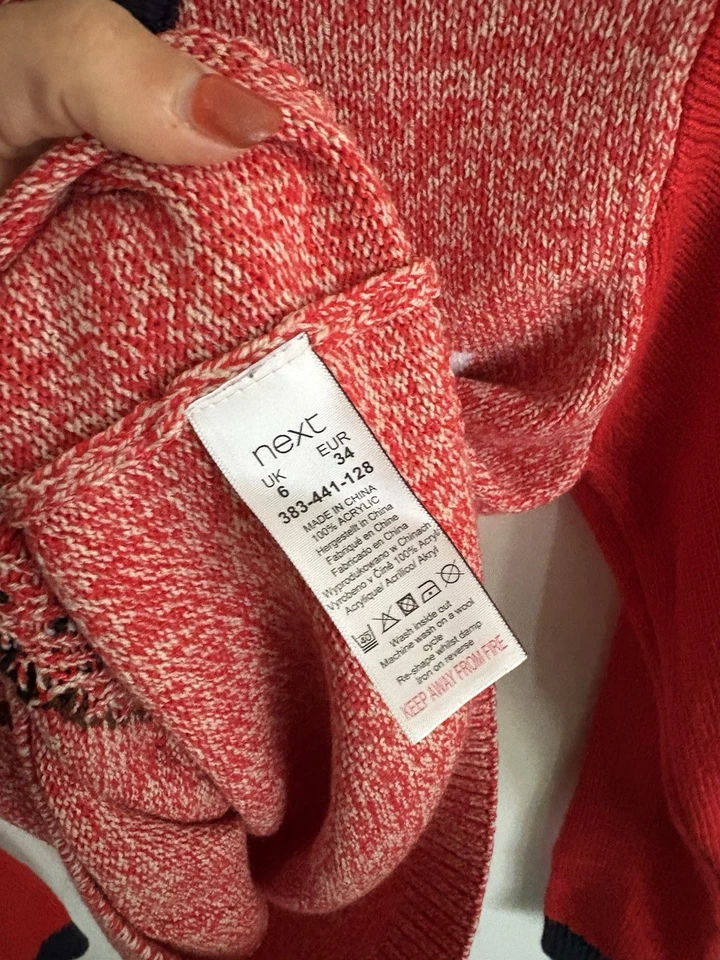 next
UK EUR
6 34
383-441-128
MADE IN CHINA
100% ACRYLIC
Hergestellt in China
Fabriqué en Chine
Fabricado en China
Wyprodukowano w Chinach
Vyrobeno v Číně 100% Acryl/
Acrylique/ Acrilico/ Akryl
40
Wash inside out
Machine wash on a wool
cycle
Re-shape whilst damp
Iron on reverse
KEEP AWAY FROM FIRE